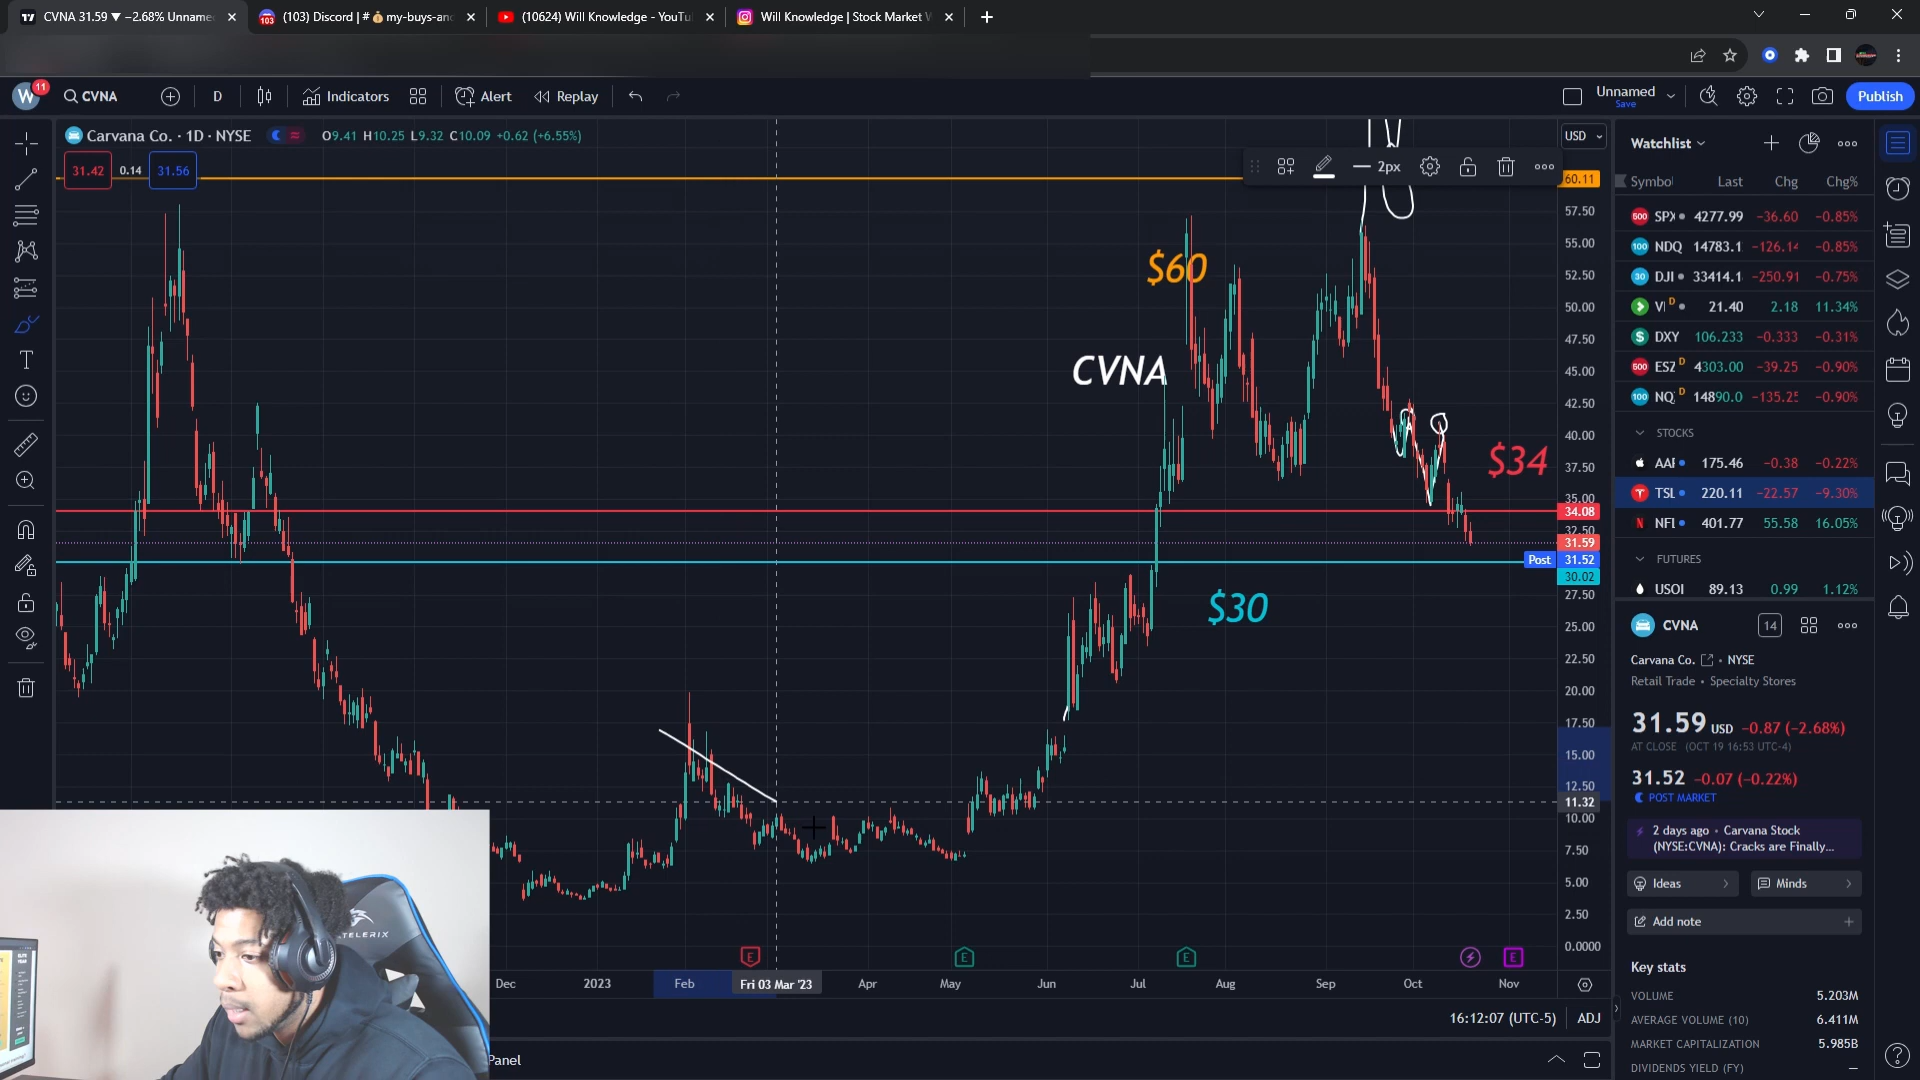 CVNA 31.59 ▼ −2.68% Unname
(103) Discord | # 💰my-buys-and
(10624) Will Knowledge - YouTu
Will Knowledge | Stock Market V
11
CVNA
D
Indicators
Alert
Replay
Unnamed
Save
Publish
Carvana Co. · 1D · NYSE
O9.41 H10.25 L9.32 C10.09 +0.62 (+6.55%)
31.42
0.14
31.56
2px
USD
60.11
57.50
55.00
52.50
50.00
47.50
45.00
42.50
40.00
37.50
35.00
34.08
32.50
31.59
Post 31.52
30.02
27.50
25.00
22.50
20.00
17.50
15.00
12.50
11.32
10.00
7.50
5.00
2.50
0.0000
$60
CVNA
$34
$30
E
E
E
E
Dec
2023
Feb
Fri 03 Mar '23
Apr
May
Jun
Jul
Aug
Sep
Oct
Nov
16:12:07 (UTC-5)
ADJ
Panel
TELERIX
Watchlist
Symbol Last Chg Chg%
SPX 4277.99 −36.60 −0.85%
NDQ 14783.1 −126.14 −0.85%
DJI 33414.1 −250.91 −0.75%
VI D 21.40 2.18 11.34%
DXY 106.233 −0.333 −0.31%
ESZ D 4303.00 −39.25 −0.90%
NQ D 14890.0 −135.25 −0.90%
STOCKS
AAF 175.46 −0.38 −0.22%
TSL 220.11 −22.57 −9.30%
NFL 401.77 55.58 16.05%
FUTURES
USOI 89.13 0.99 1.12%
CVNA
14
Carvana Co. • NYSE
Retail Trade • Specialty Stores
31.59 USD −0.87 (−2.68%)
AT CLOSE (OCT 19 16:53 UTC-4)
31.52 −0.07 (−0.22%)
POST MARKET
2 days ago • Carvana Stock
(NYSE:CVNA): Cracks are Finally...
Ideas
Minds
Add note
Key stats
VOLUME 5.203M
AVERAGE VOLUME (10) 6.411M
MARKET CAPITALIZATION 5.985B
DIVIDENDS YIELD (FY) —